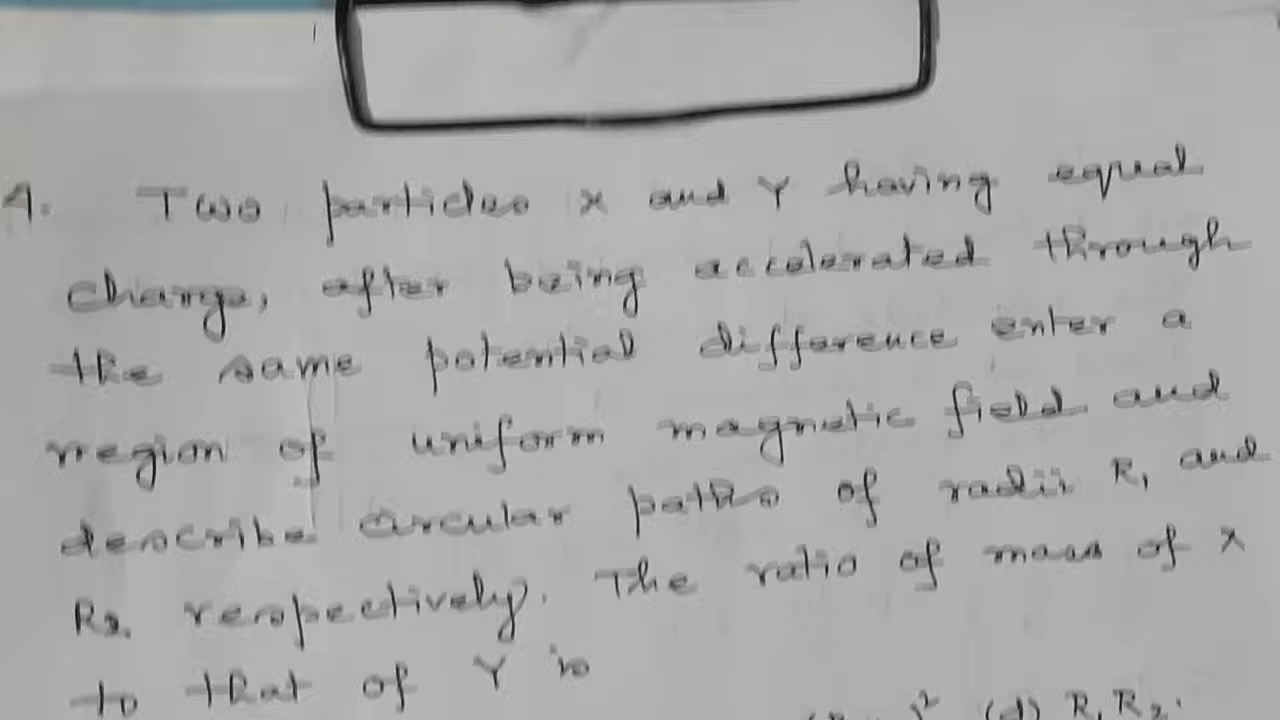 4. Two particles X and Y having equal
charge, after being accelerated through
the same potential difference enter a
region of uniform magnetic field and
describe circular paths of radii R₁ and
R₂. respectively. The ratio of mass of X
to that of Y is
)² (d) R₁R₂.